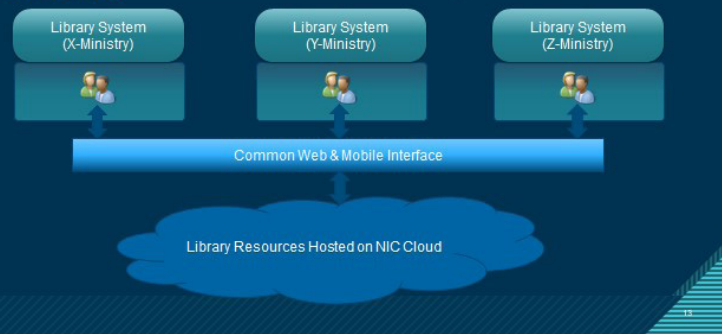 Library System
(X-Ministry)
Library System
(Y-Ministry)
Library System
(Z-Ministry)
Common Web & Mobile Interface
Library Resources Hosted on NIC Cloud
13